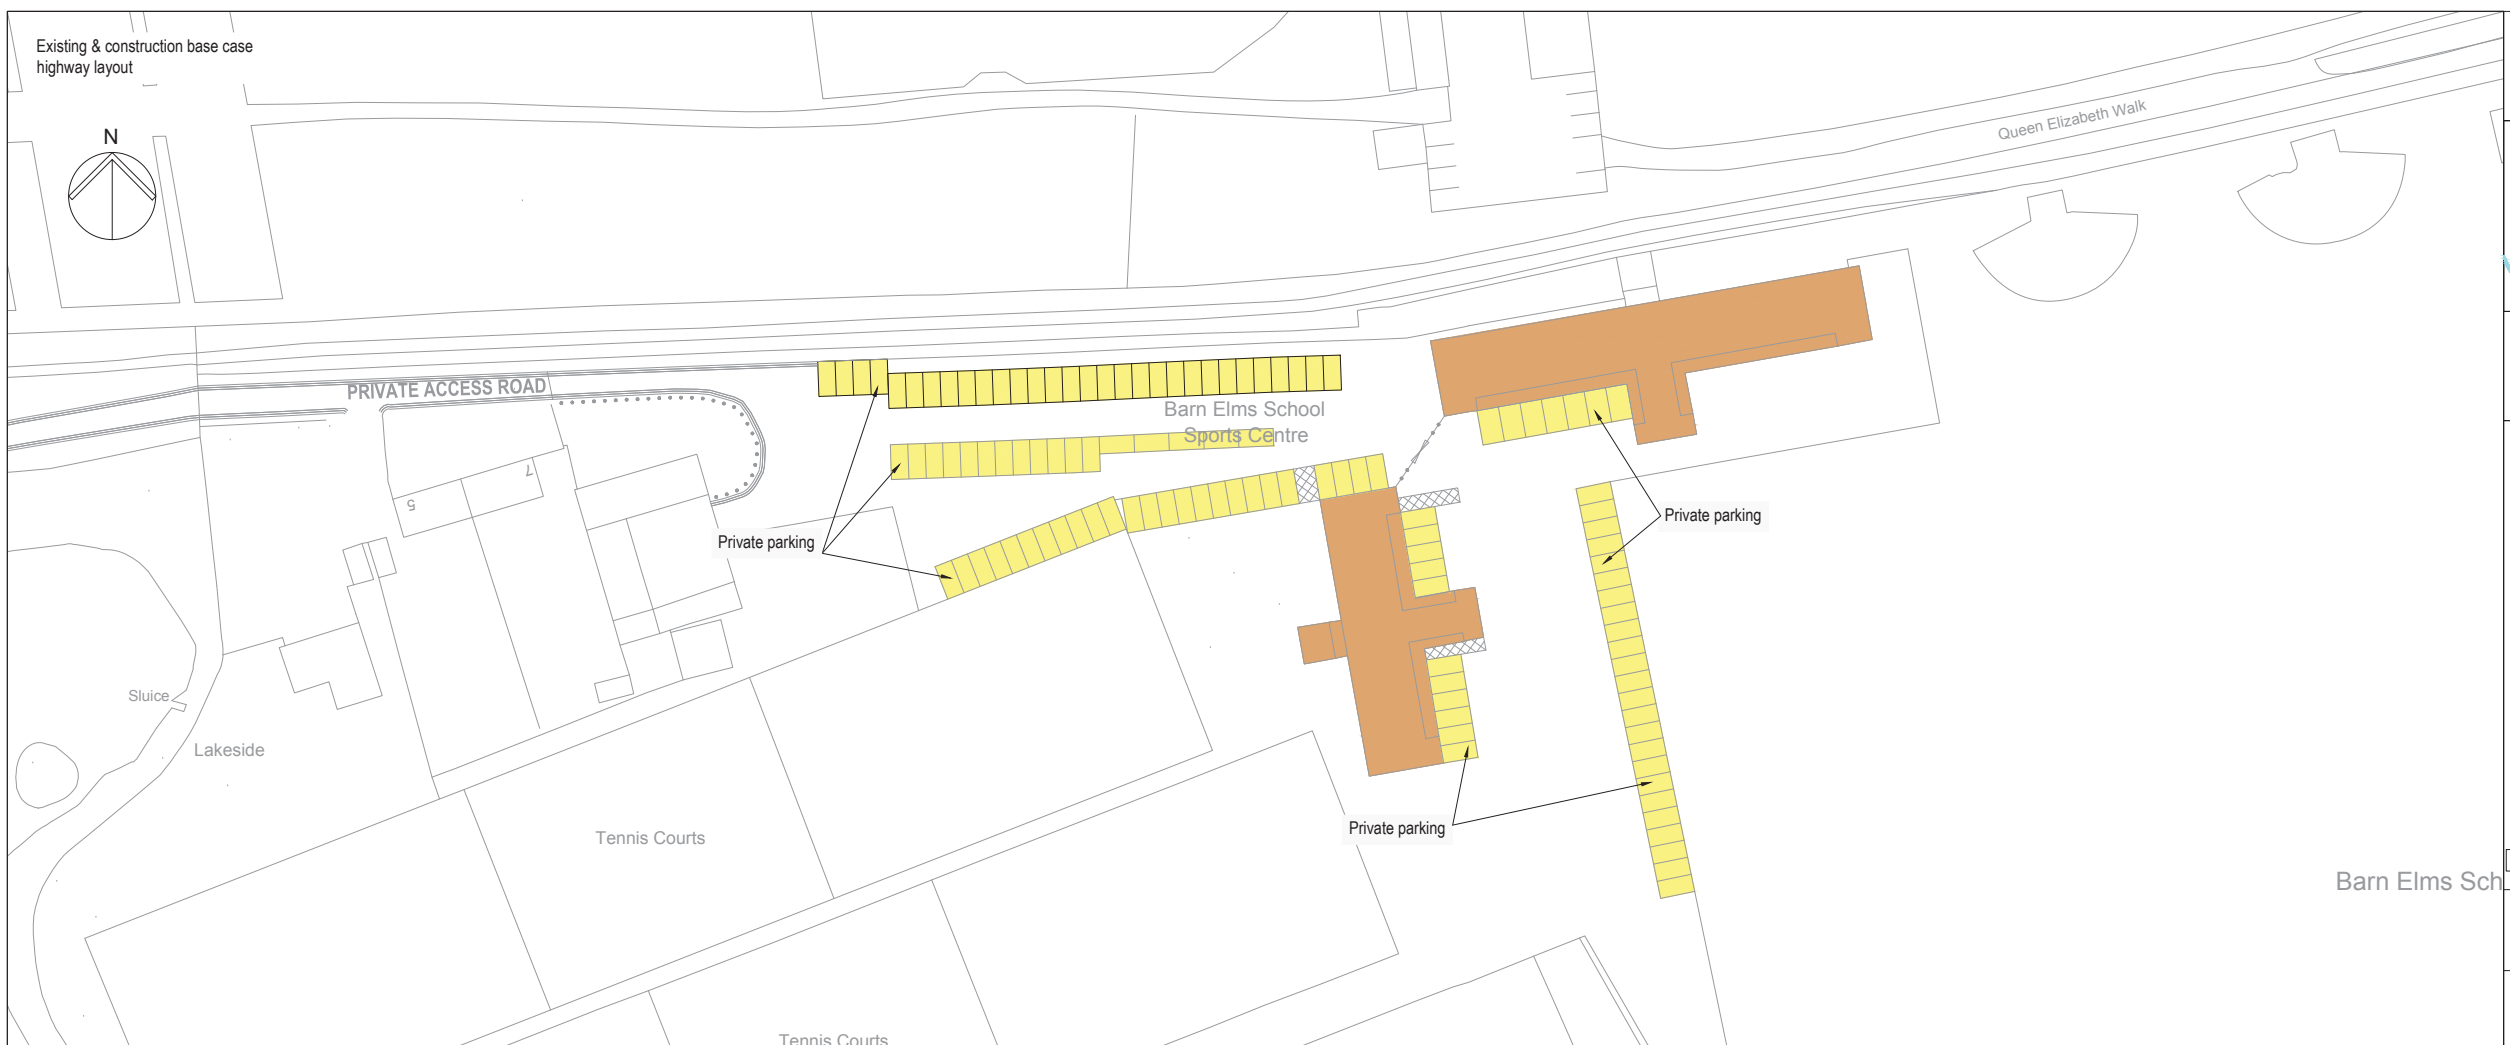 Existing & construction base case
highway layout
N
Queen Elizabeth Walk
PRIVATE ACCESS ROAD
Barn Elms School
Sports Centre
7
5
Private parking
Private parking
Sluice
Lakeside
Private parking
Tennis Courts
Barn Elms Sch
Tennis Courts